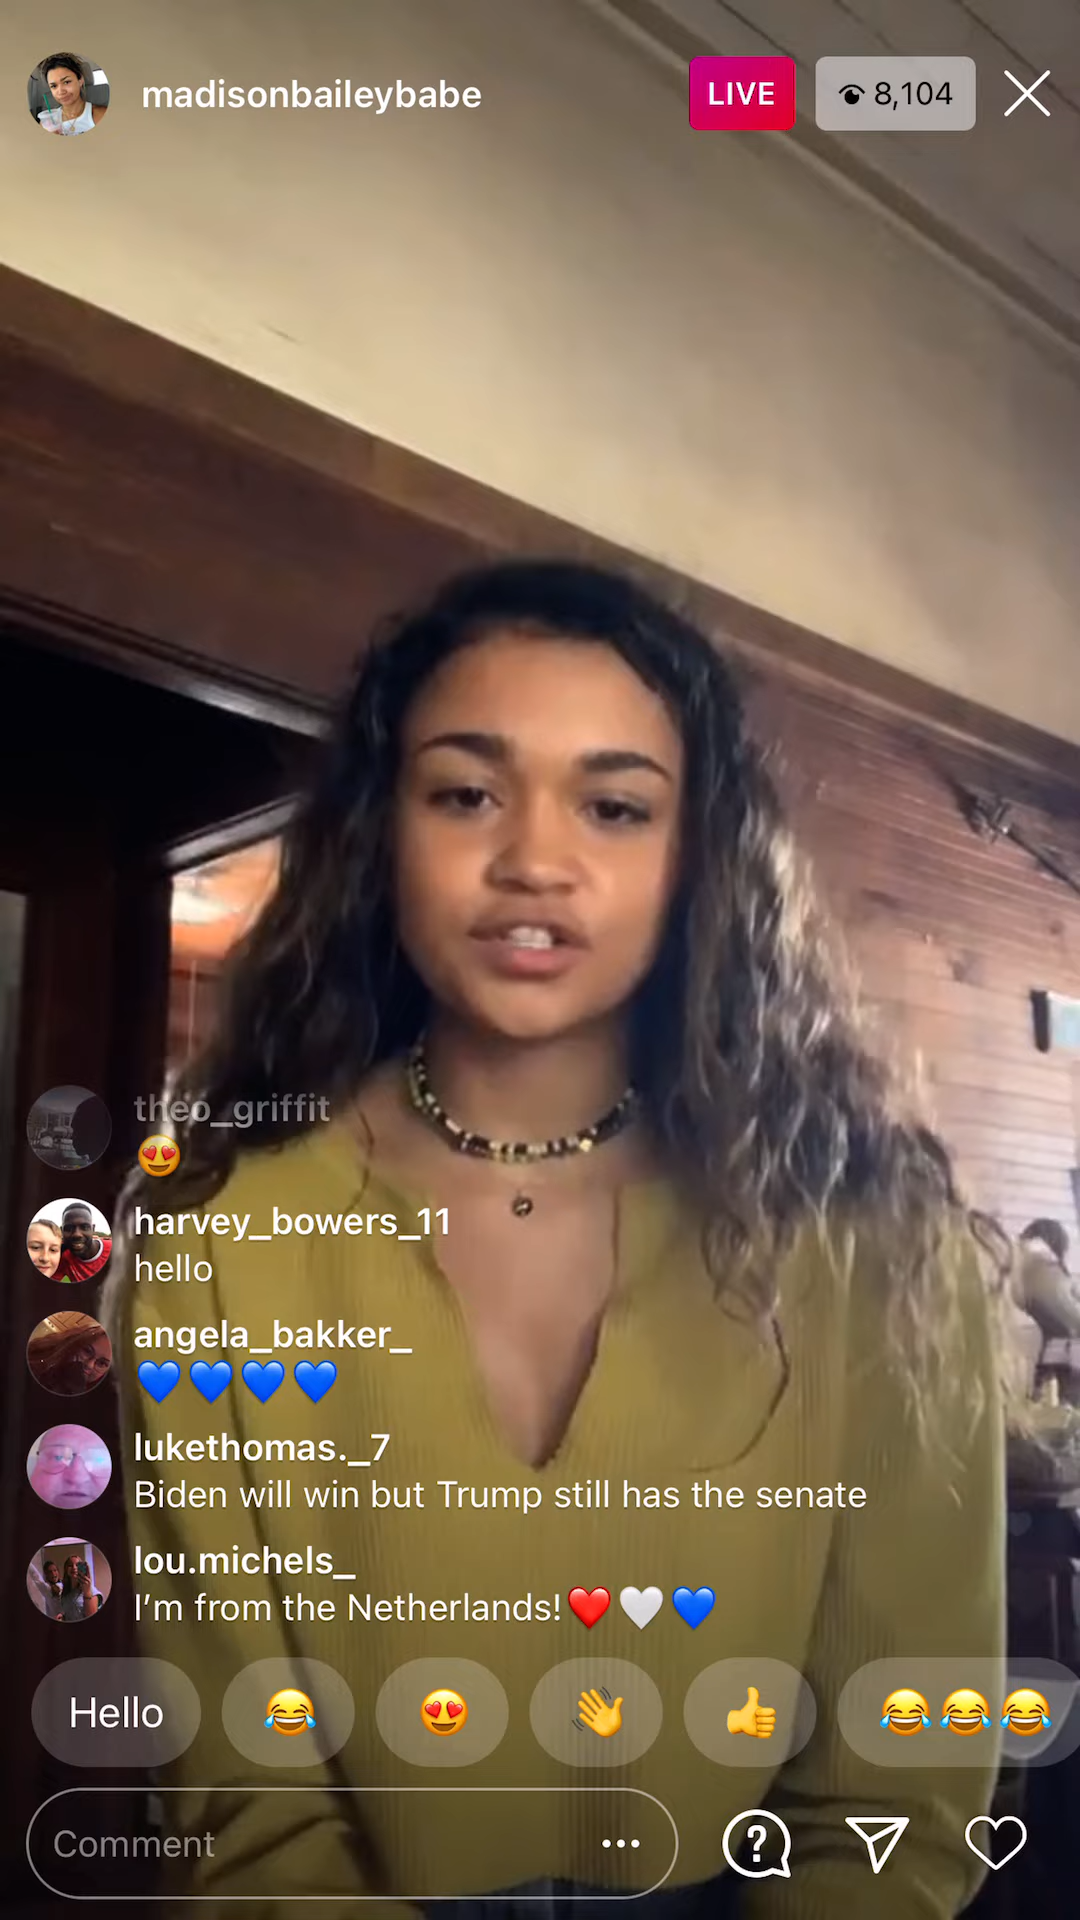 madisonbaileybabe
LIVE
8,104
theo_griffit
😍
harvey_bowers_11
hello
angela_bakker_
💙💙💙💙
lukethomas._7
Biden will win but Trump still has the senate
lou.michels_
I’m from the Netherlands!❤️🤍💙
Hello 😂 😍 👋 👍 😂😂😂
Comment